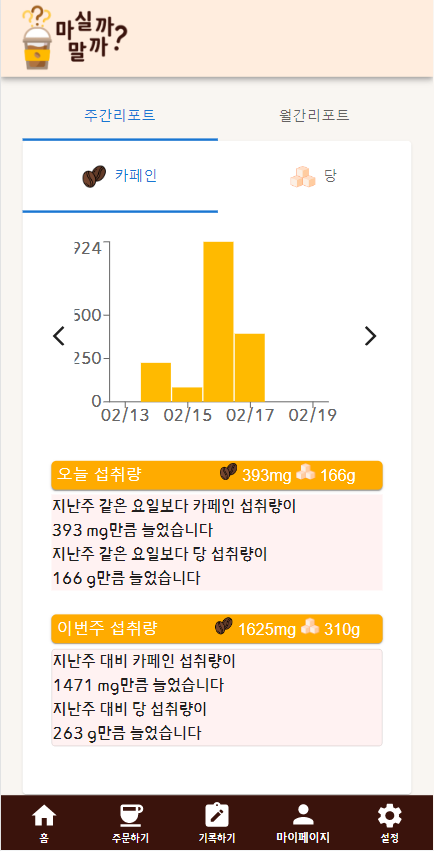 마실까?
말까?
주간리포트 월간리포트
카페인 당
924
500
250
0
02/13 02/15 02/17 02/19
오늘 섭취량 393mg 166g
지난주 같은 요일보다 카페인 섭취량이
393 mg만큼 늘었습니다
지난주 같은 요일보다 당 섭취량이
166 g만큼 늘었습니다
이번주 섭취량 1625mg 310g
지난주 대비 카페인 섭취량이
1471 mg만큼 늘었습니다
지난주 대비 당 섭취량이
263 g만큼 늘었습니다
홈 주문하기 기록하기 마이페이지 설정